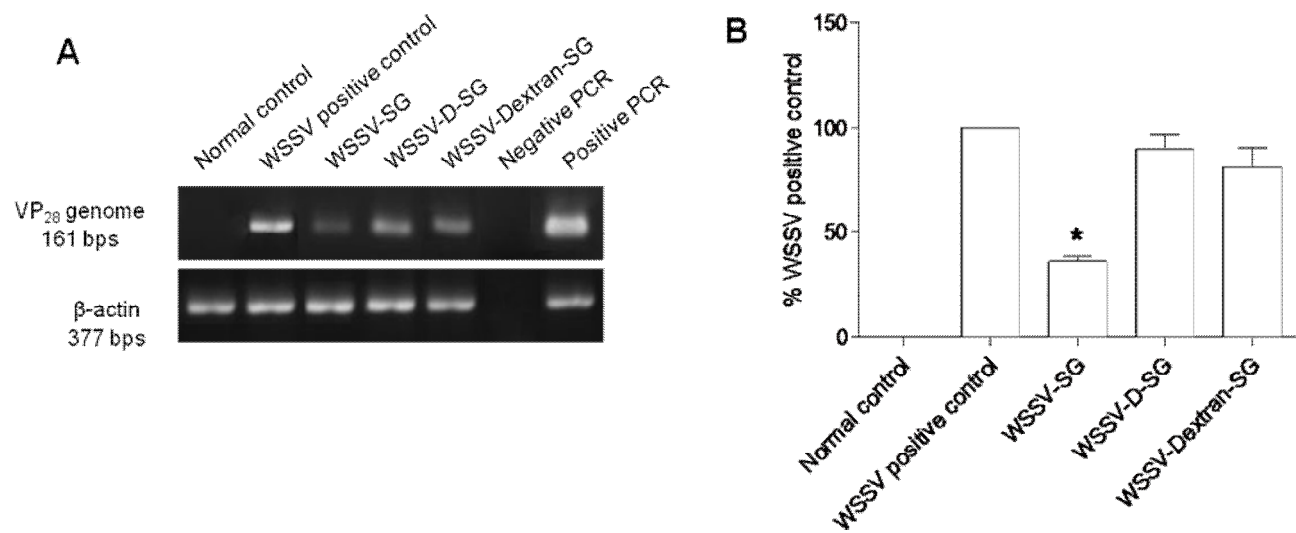 A
Normal control
WSSV positive control
WSSV-SG
WSSV-D-SG
WSSV-Dextran-SG
Negative PCR
Positive PCR
VP28 genome
161 bps
β-actin
377 bps
B
% WSSV positive control
150
100
50
0
*
Normal control
WSSV positive control
WSSV-SG
WSSV-D-SG
WSSV-Dextran-SG